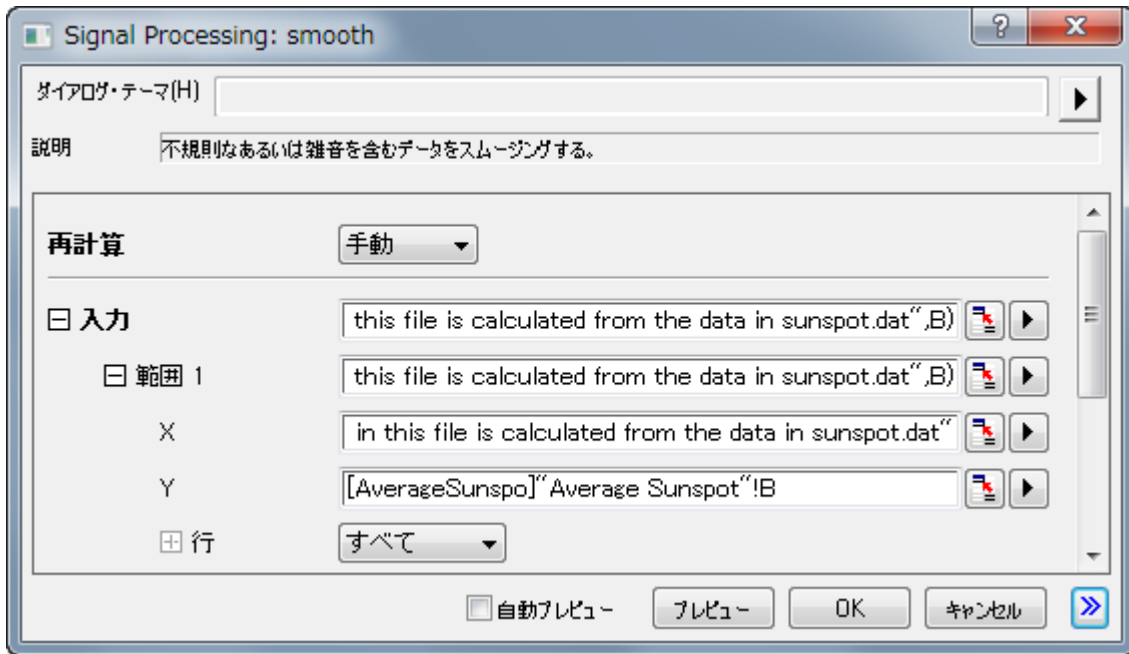 Signal Processing: smooth
ダイアログ・テーマ(H)
説明 不規則なあるいは雑音を含むデータをスムージングする。
再計算 手動
入力 this file is calculated from the data in sunspot.dat",B)
範囲 1 this file is calculated from the data in sunspot.dat",B)
X in this file is calculated from the data in sunspot.dat"
Y [AverageSunspo]"Average Sunspot"!B
行 すべて
自動プレビュー プレビュー OK キャンセル